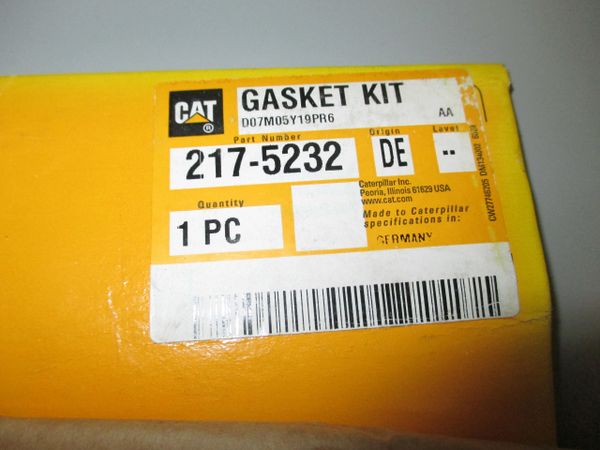 CAT
®
GASKET KIT
D07M05Y19PR6 AA
Part Number Origin Level
217-5232 DE --
Caterpillar Inc.
Peoria, Illinois 61629 USA
www.cat.com
Quantity
1 PC
Made to Caterpillar
specifications in:
GERMANY